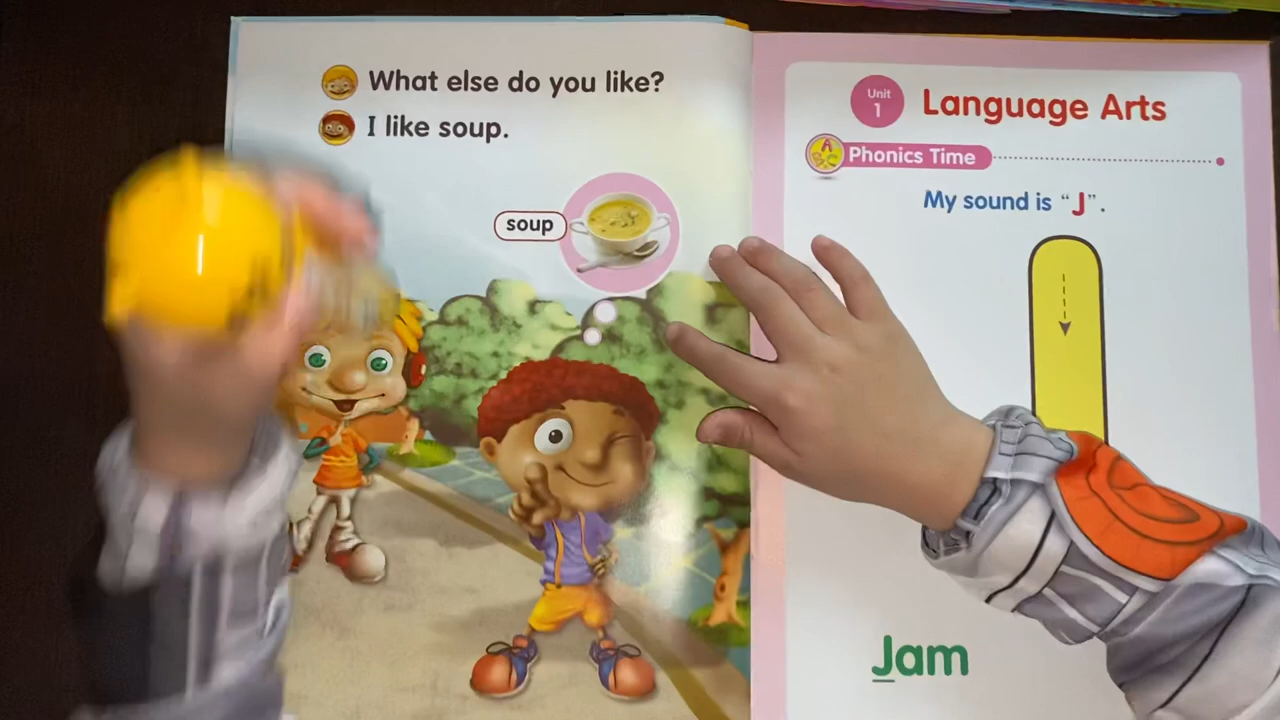 What else do you like?
I like soup.
soup
Unit
1
Language Arts
Phonics Time
My sound is “J”.
Jam